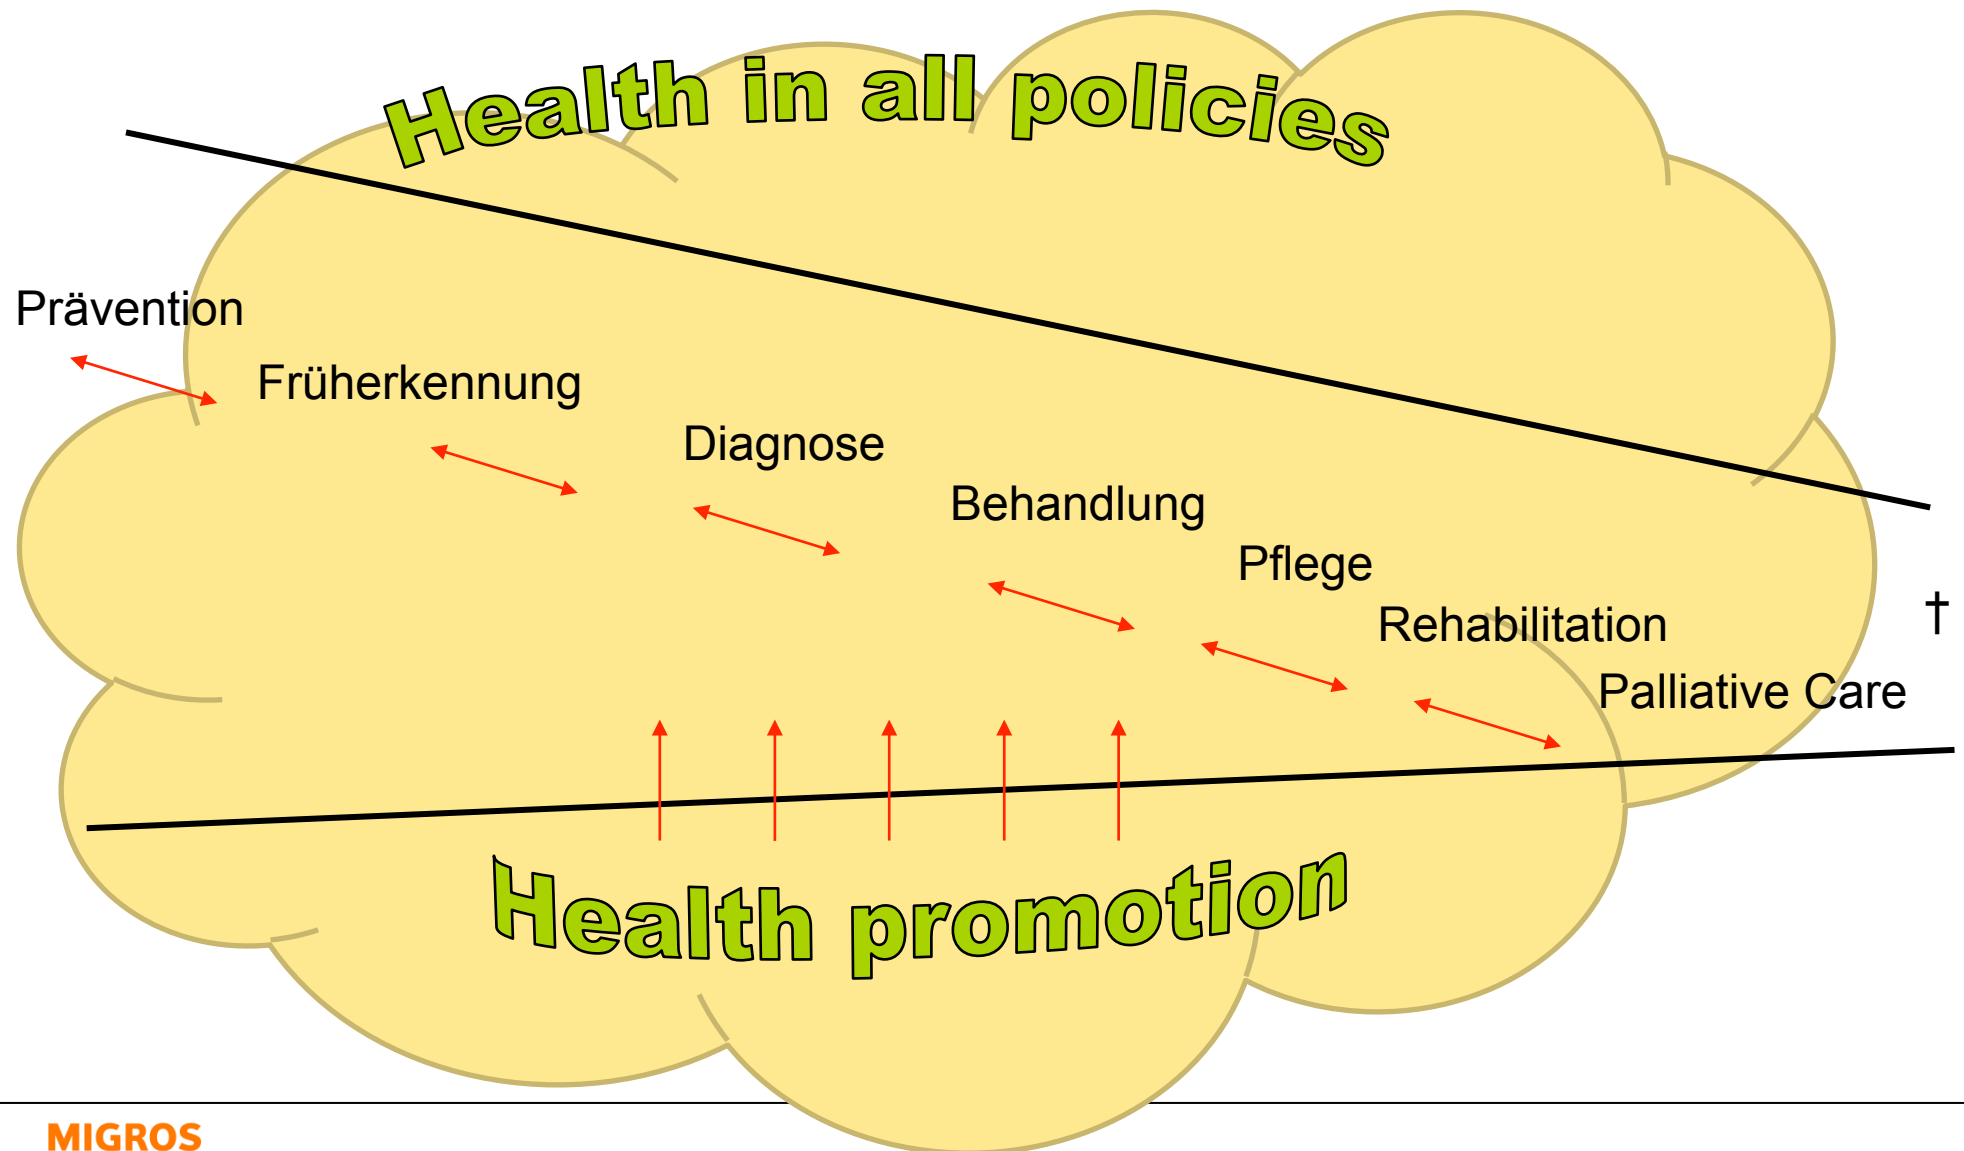 Health in all policies
Prävention
Früherkennung
Diagnose
Behandlung
Pflege
Rehabilitation
†
Palliative Care
Health promotion
MIGROS